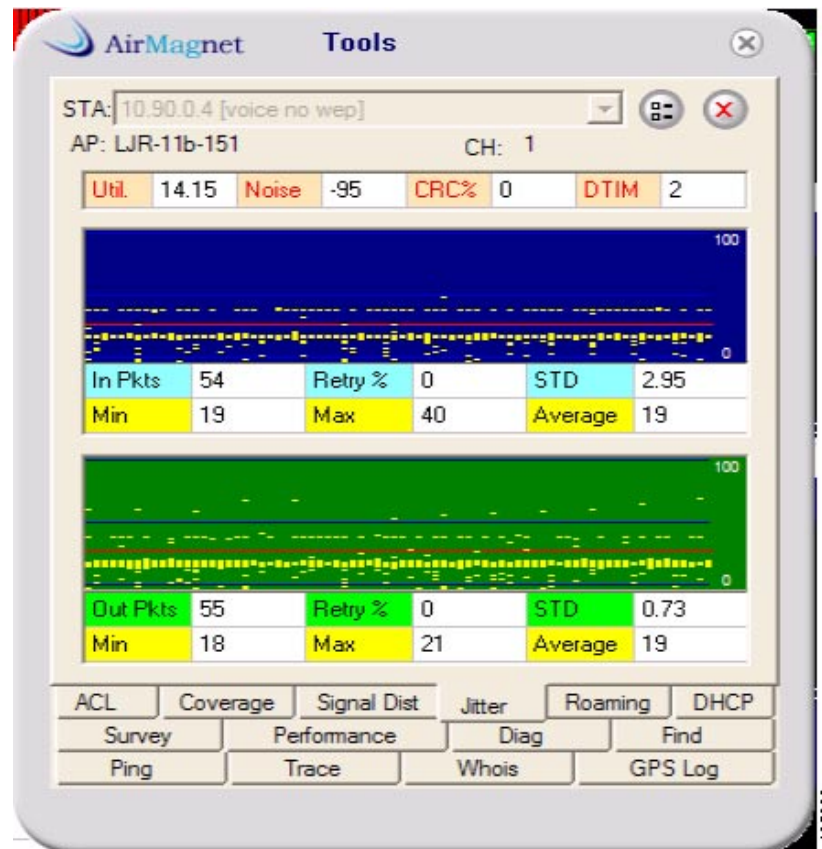 AirMagnet Tools
STA: 10.90.0.4 [voice no wep]
AP: LJR-11b-151 CH: 1
Util. 14.15 Noise -95 CRC% 0 DTIM 2
100
0
In Pkts 54 Retry % 0 STD 2.95
Min 19 Max 40 Average 19
100
0
Out Pkts 55 Retry % 0 STD 0.73
Min 18 Max 21 Average 19
ACL Coverage Signal Dist Jitter Roaming DHCP
Survey Performance Diag Find
Ping Trace Whois GPS Log